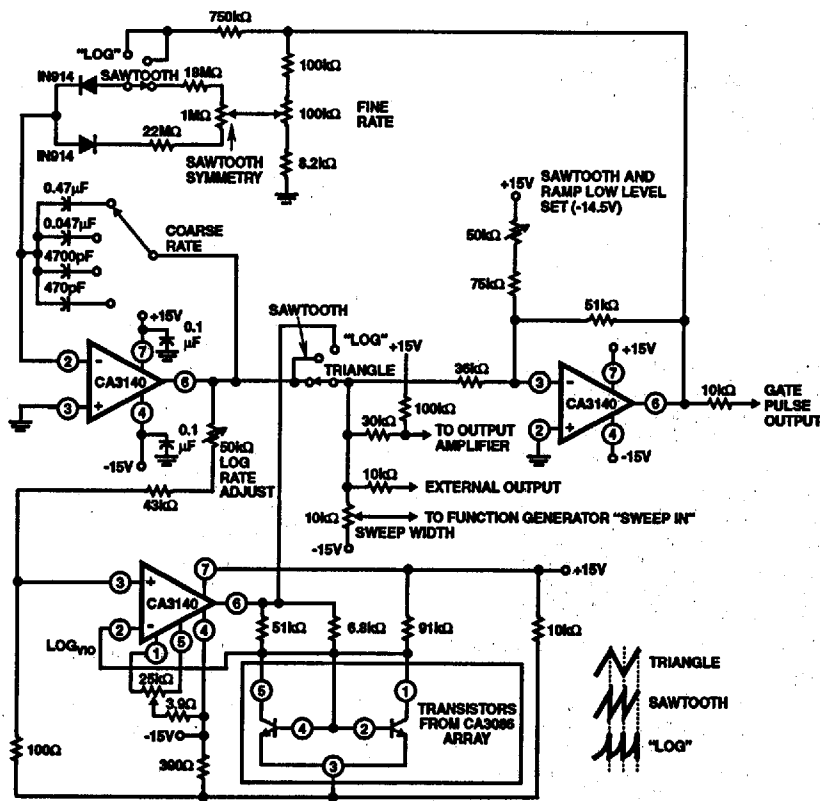 750kΩ
"LOG"
IN914
SAWTOOTH
18MΩ
100kΩ
1MΩ
100kΩ
FINE
RATE
IN914
22MΩ
SAWTOOTH
SYMMETRY
8.2kΩ
0.47µF
0.047µF
4700pF
470pF
COARSE
RATE
SAWTOOTH AND
RAMP LOW LEVEL
SET (-14.5V)
+15V
50kΩ
75kΩ
51kΩ
+15V
0.1
µF
7
2
-
CA3140
6
3
+
4
0.1
µF
-15V
SAWTOOTH
"LOG"
TRIANGLE
+15V
36kΩ
100kΩ
30kΩ
TO OUTPUT
AMPLIFIER
10kΩ
EXTERNAL OUTPUT
10kΩ
SWEEP WIDTH
TO FUNCTION GENERATOR "SWEEP IN"
-15V
+15V
7
3
-
CA3140
6
2
+
4
-15V
10kΩ
GATE
PULSE
OUTPUT
50kΩ
LOG
RATE
ADJUST
43kΩ
7
+15V
3
+
CA3140
6
2
-
4
5
1
LOGVIO
25kΩ
3.9Ω
-15V
390Ω
100Ω
51kΩ
6.8kΩ
91kΩ
10kΩ
5
1
4
2
3
TRANSISTORS
FROM CA3086
ARRAY
TRIANGLE
SAWTOOTH
"LOG"